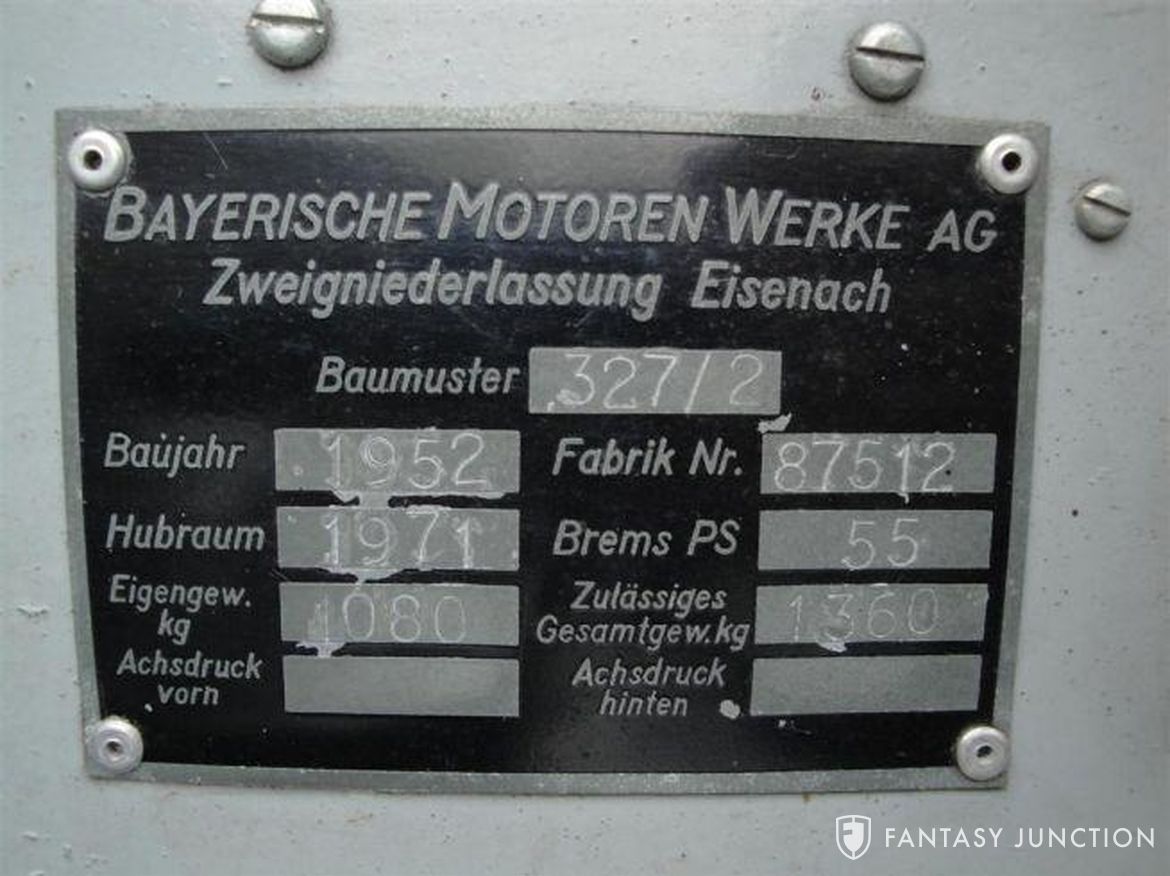 BAYERISCHE MOTOREN WERKE AG
Zweigniederlassung Eisenach
Baumuster 327/2
Baujahr 1952 Fabrik Nr. 87512
Hubraum 1971 Brems PS 55
Eigengew. kg 1080 Zulässiges Gesamtgew. kg 1360
Achsdruck vorn Achsdruck hinten
FANTASY JUNCTION